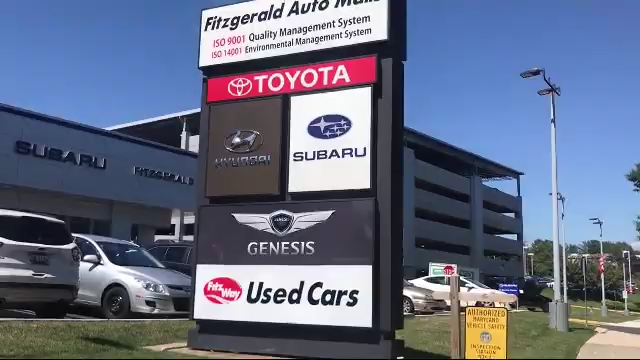 Fitzgerald Auto Mall
ISO 9001 Quality Management System
ISO 14001 Environmental Management System
TOYOTA
HYUNDAI
SUBARU
SUBARU
FITZGERALD
GENESIS
FitzWay Used Cars
AUTHORIZED
MARYLAND
VEHICLE SAFETY
INSPECTION
STATION